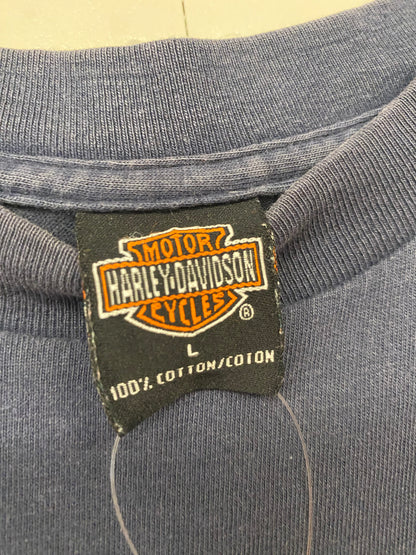 MOTOR
HARLEY-DAVIDSON
CYCLES
®
L
100% COTTON/COTON